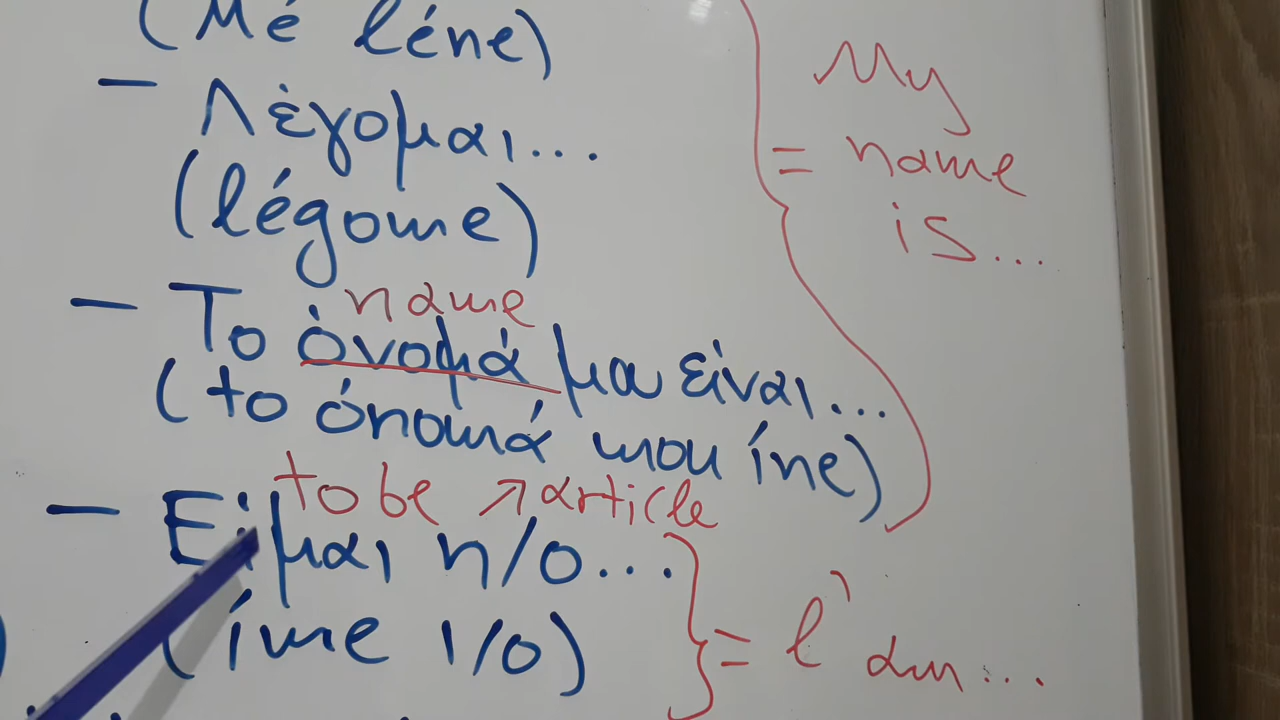 (Mé léne)
– Λέγομαι...
(légome)
My
= name
is...
name
– Το όνομά μου είναι...
(to ónomá mou íne)
to be ↗ article
– Είμαι η/ο...
(íme i/o)
= I'am...